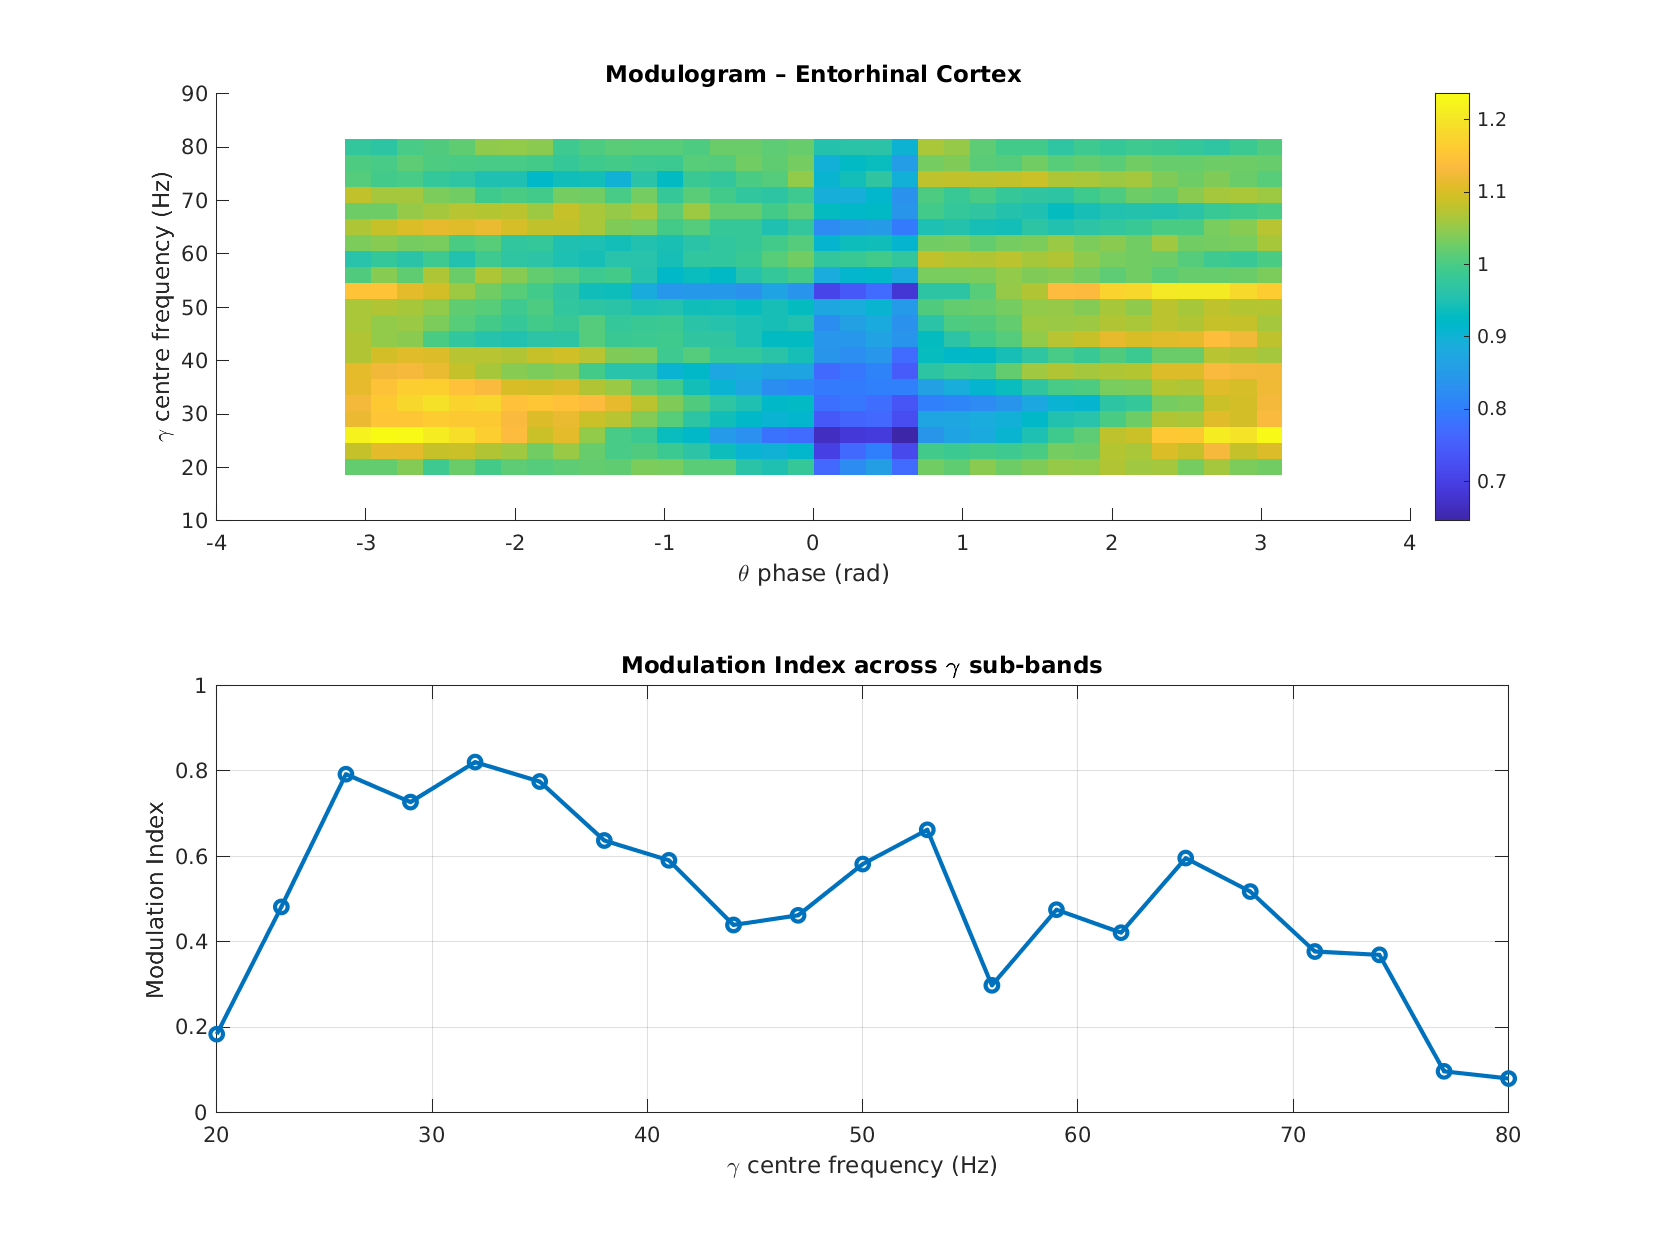 Modulogram – Entorhinal Cortex
90
80
70
60
50
40
30
20
10
γ centre frequency (Hz)
-4 -3 -2 -1 0 1 2 3 4
θ phase (rad)
1.2
1.1
1
0.9
0.8
0.7
Modulation Index across γ sub-bands
1
0.8
0.6
0.4
0.2
0
Modulation Index
20 30 40 50 60 70 80
γ centre frequency (Hz)